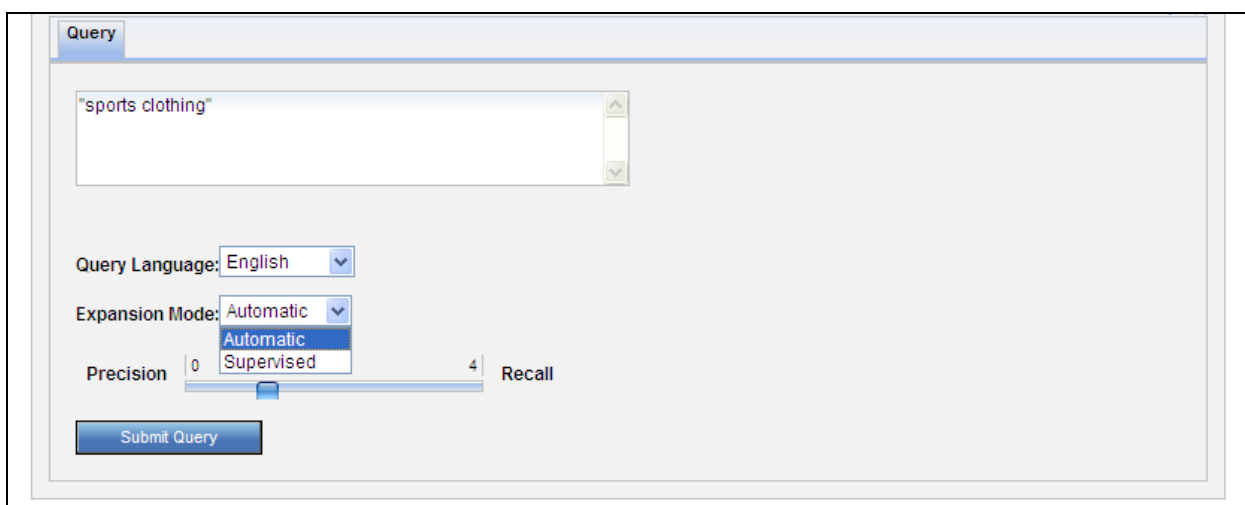 Query
"sports clothing"
Query Language: English
Expansion Mode: Automatic
Automatic
Supervised
Precision 0 4 Recall
Submit Query